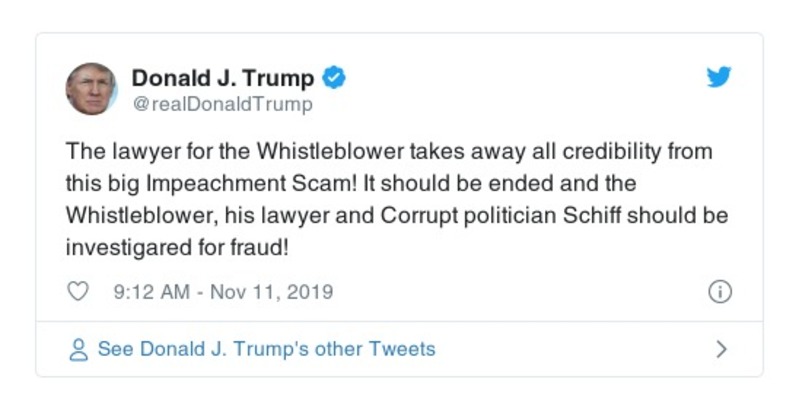 Donald J. Trump
@realDonaldTrump
The lawyer for the Whistleblower takes away all credibility from
this big Impeachment Scam! It should be ended and the
Whistleblower, his lawyer and Corrupt politician Schiff should be
investigared for fraud!
9:12 AM - Nov 11, 2019
See Donald J. Trump's other Tweets